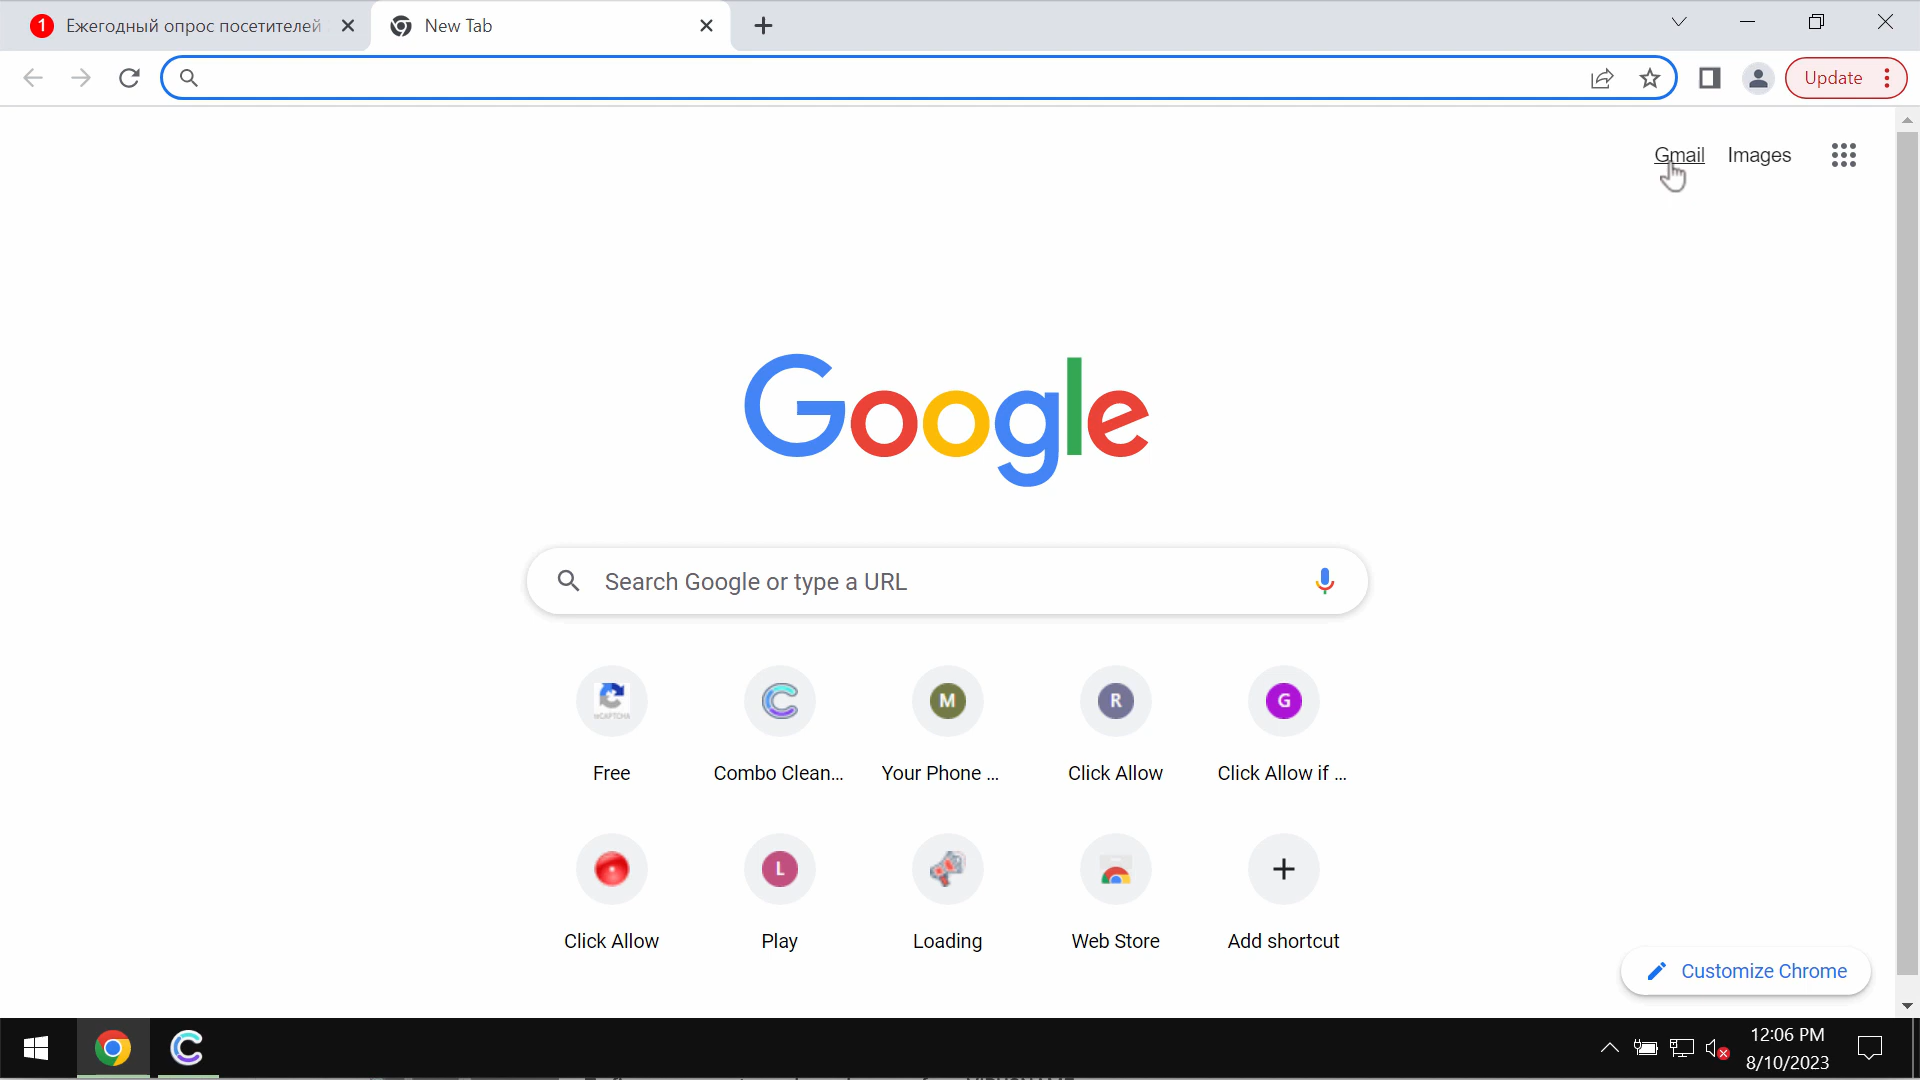 1 Ежегодный опрос посетителей
New Tab
Update
Gmail Images
Google
Search Google or type a URL
reCAPTCHA M R G
Free Combo Clean... Your Phone ... Click Allow Click Allow if ...
L
Click Allow Play Loading Web Store Add shortcut
Customize Chrome
12:06 PM
8/10/2023